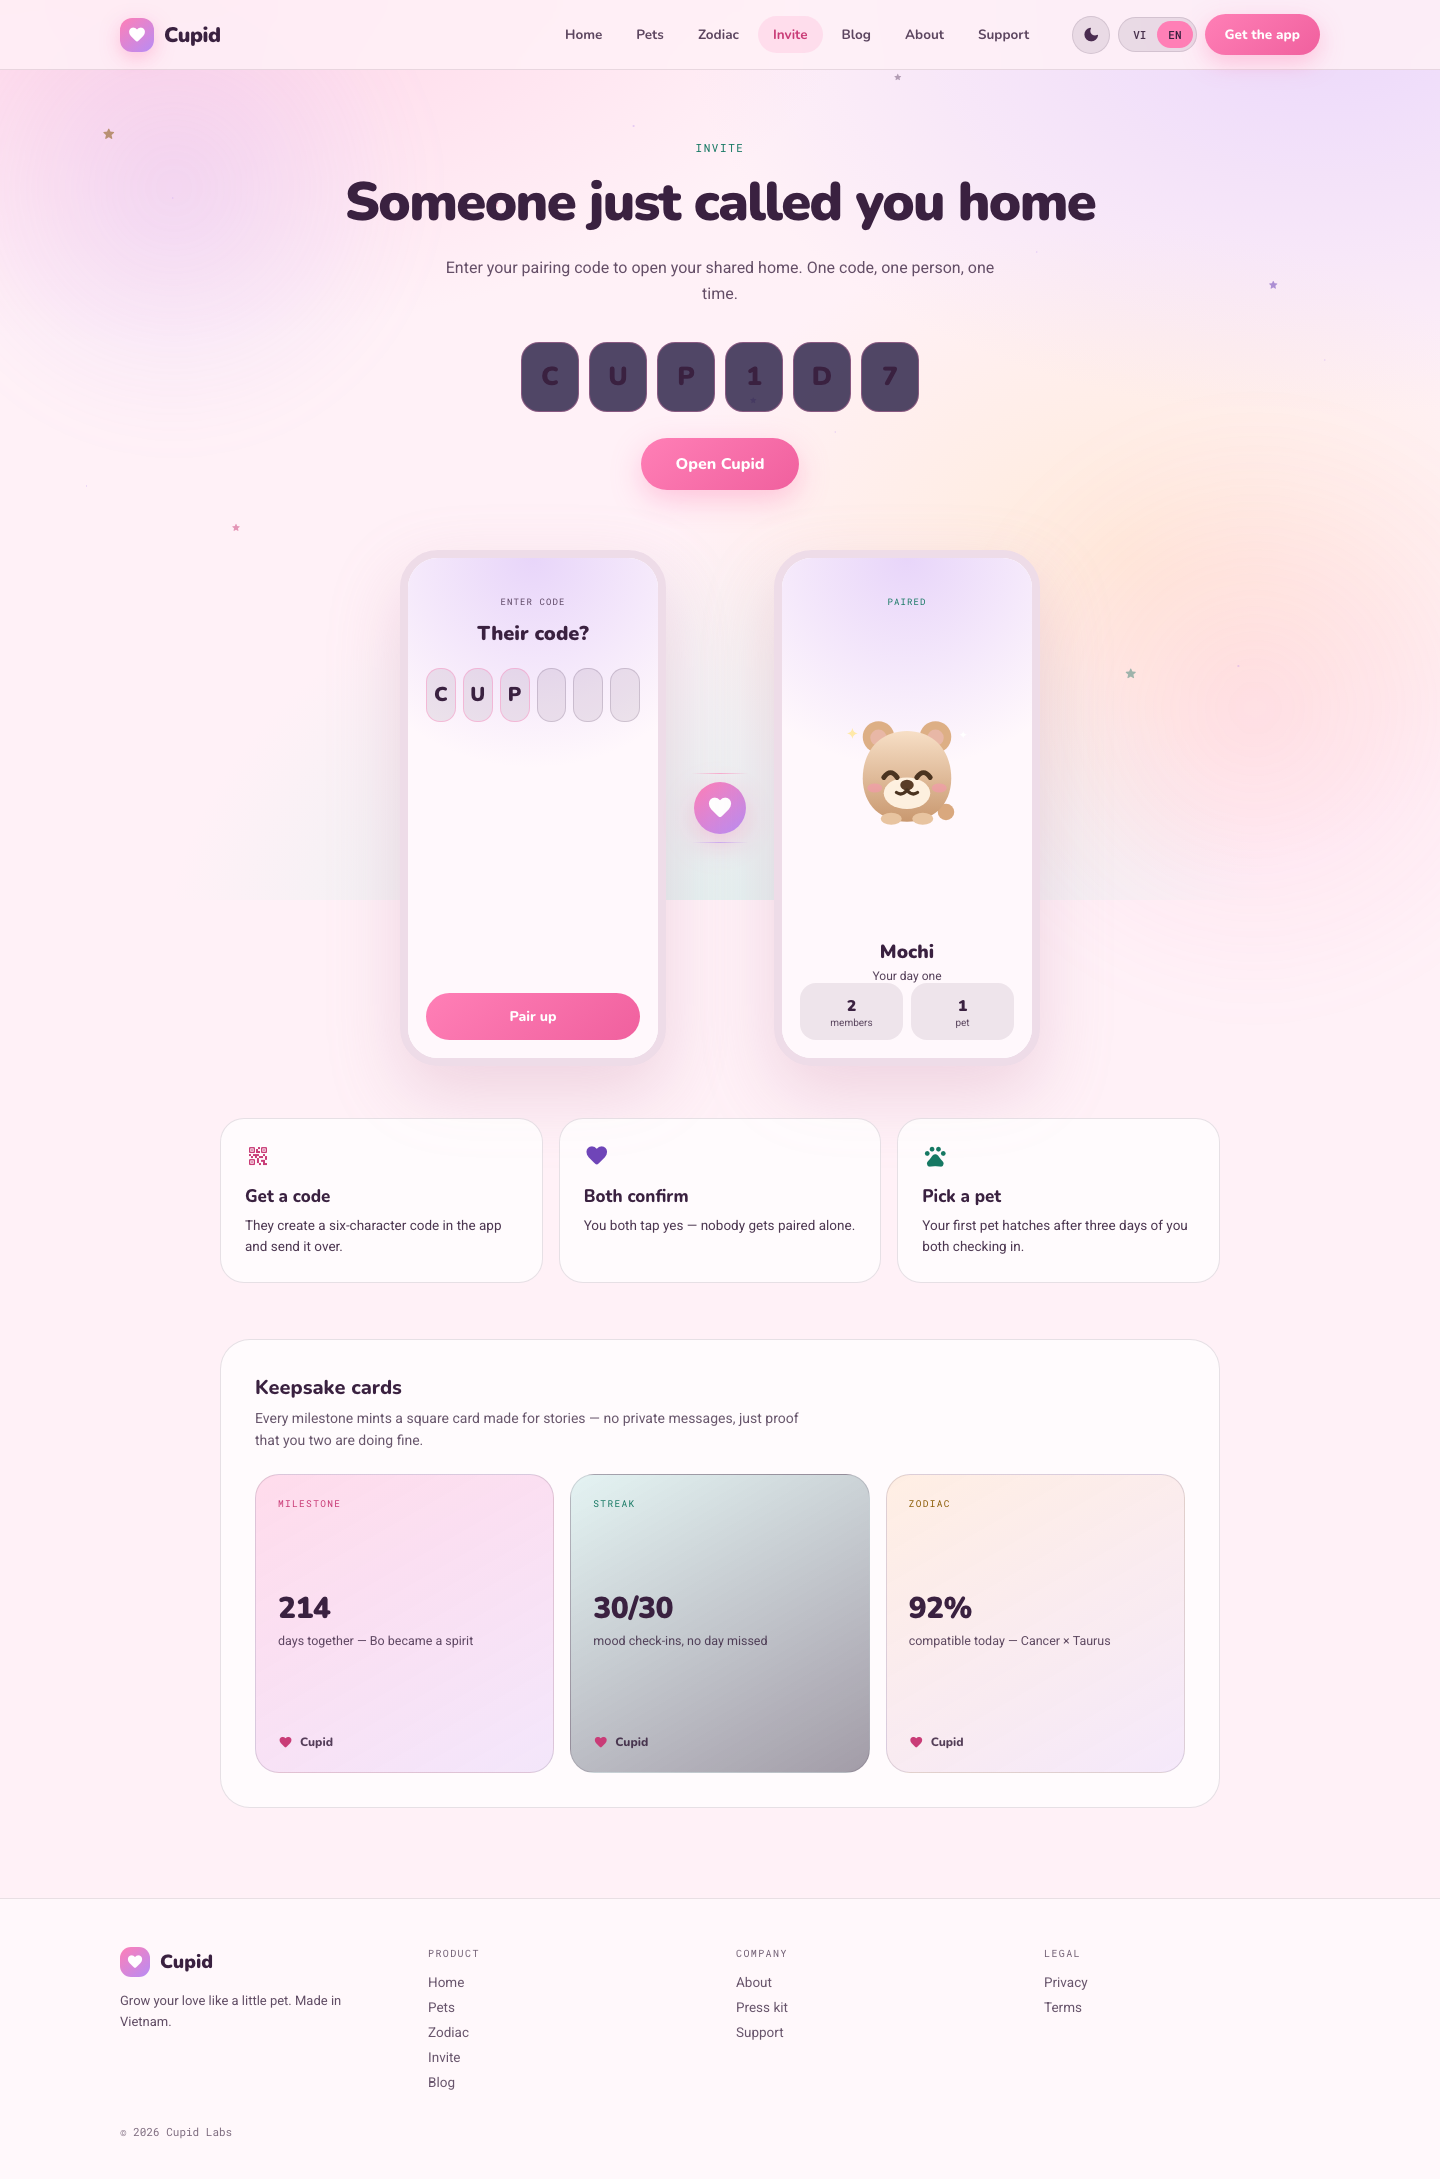 Cupid
Home Pets Zodiac Invite Blog About Support
VI EN
Get the app
INVITE
Someone just called you home
Enter your pairing code to open your shared home. One code, one person, one
time.
C U P 1 D 7
Open Cupid
ENTER CODE
Their code?
C U P
Pair up
PAIRED
Mochi
Your day one
2
members
1
pet
Get a code
They create a six-character code in the app
and send it over.
Both confirm
You both tap yes — nobody gets paired alone.
Pick a pet
Your first pet hatches after three days of you
both checking in.
Keepsake cards
Every milestone mints a square card made for stories — no private messages, just proof
that you two are doing fine.
MILESTONE
214
days together — Bo became a spirit
Cupid
STREAK
30/30
mood check-ins, no day missed
Cupid
ZODIAC
92%
compatible today — Cancer × Taurus
Cupid
Cupid
Grow your love like a little pet. Made in
Vietnam.
PRODUCT
Home
Pets
Zodiac
Invite
Blog
COMPANY
About
Press kit
Support
LEGAL
Privacy
Terms
© 2026 Cupid Labs